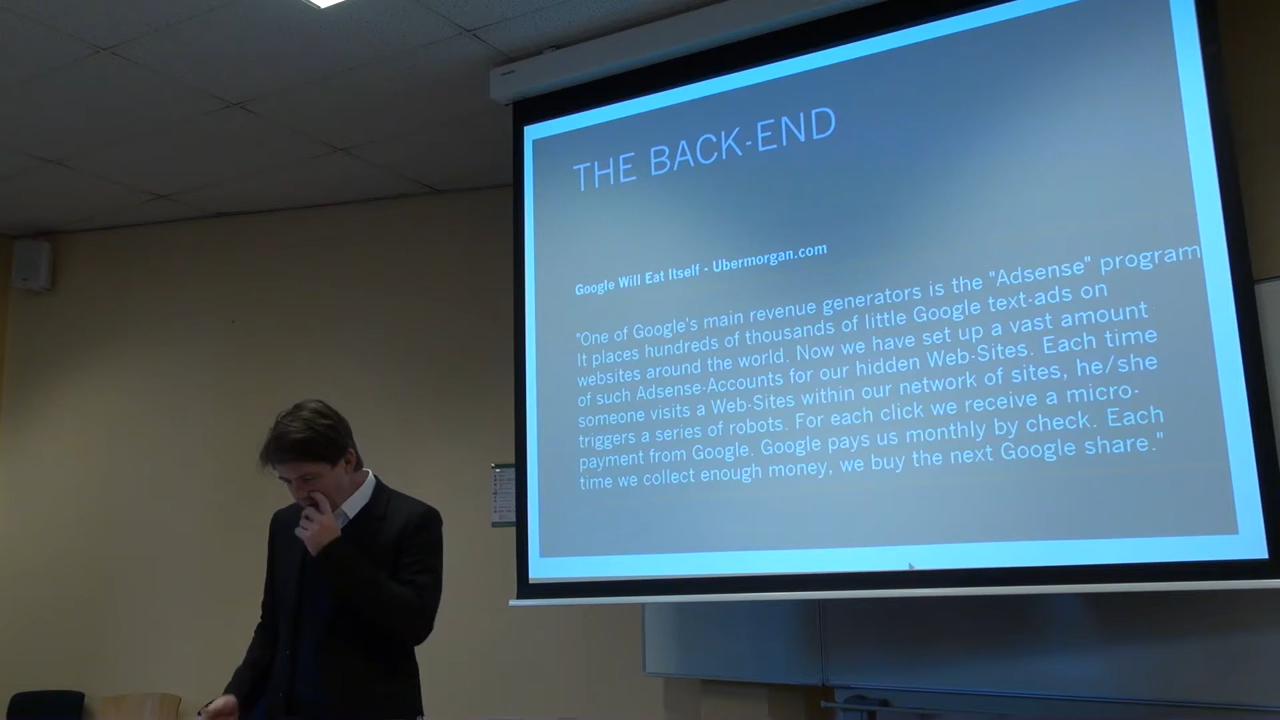 THE BACK-END
Google Will Eat Itself - Ubermorgan.com
"One of Google's main revenue generators is the "Adsense" program
It places hundreds of thousands of little Google text-ads on
websites around the world. Now we have set up a vast amount
of such Adsense-Accounts for our hidden Web-Sites. Each time
someone visits a Web-Sites within our network of sites, he/she
triggers a series of robots. For each click we receive a micro-
payment from Google. Google pays us monthly by check. Each
time we collect enough money, we buy the next Google share."